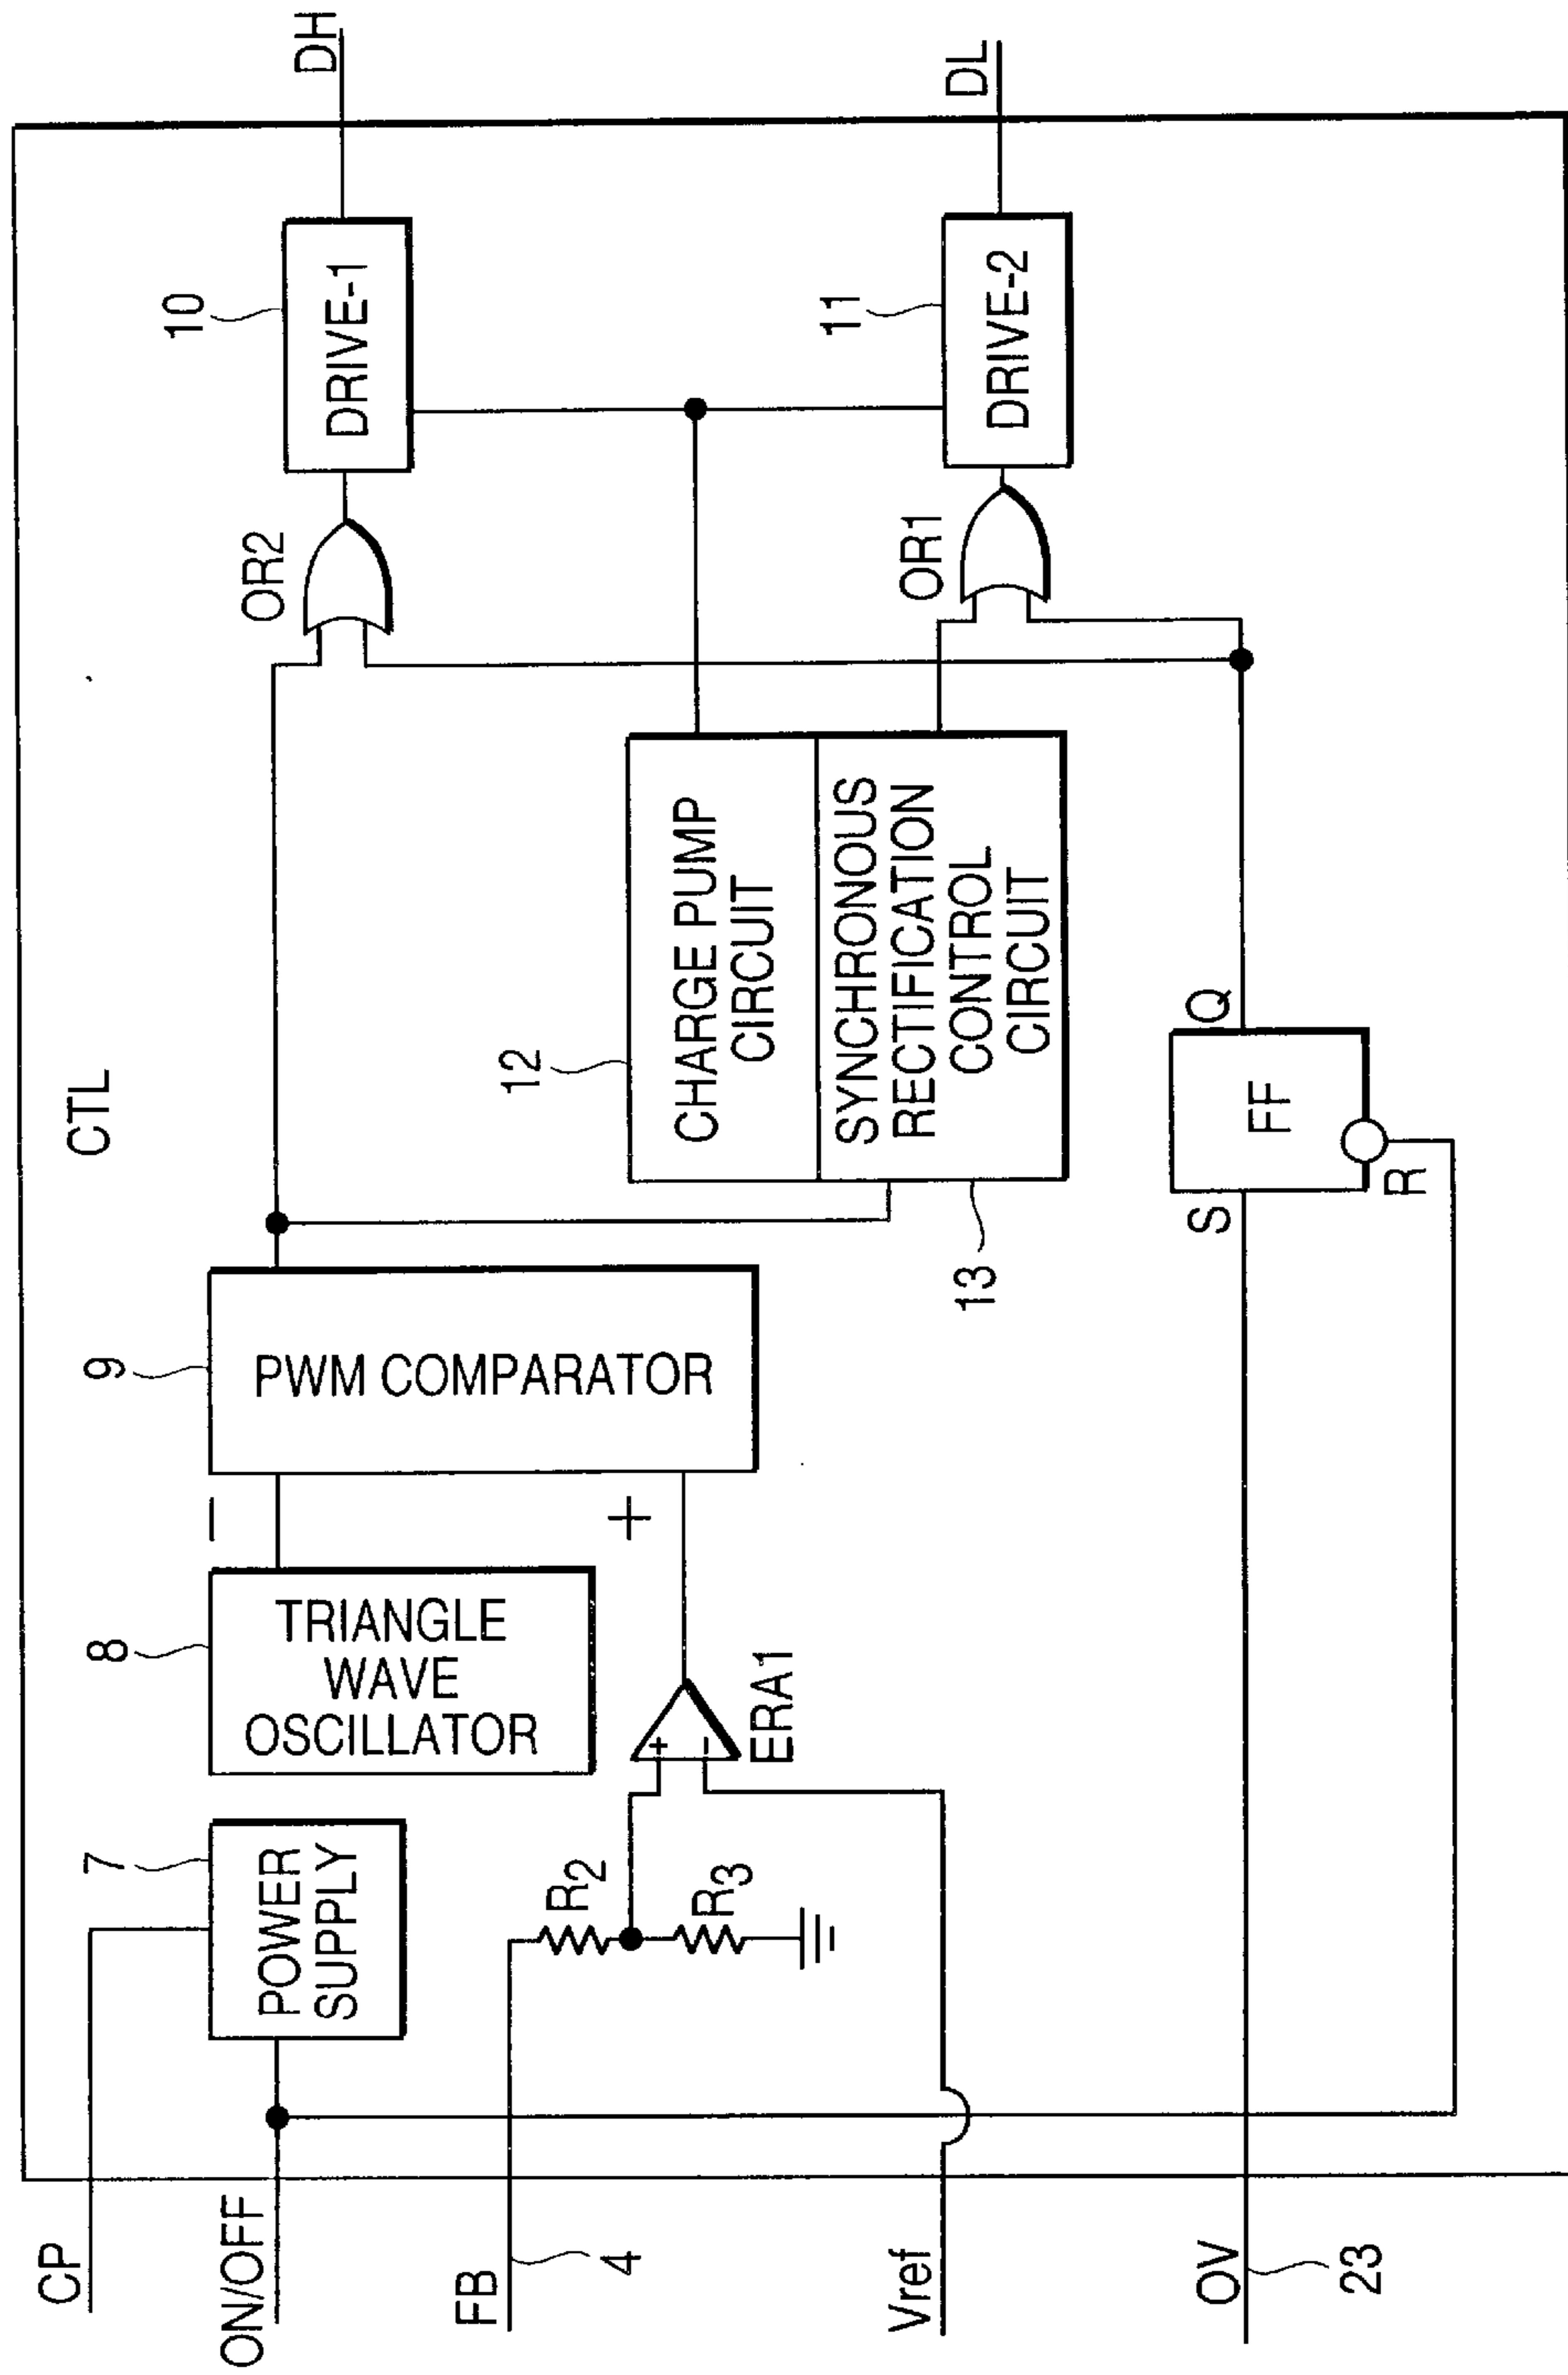 CTL
CP
ON/OFF
FB
4
Vref
OV
23
7
POWER
SUPPLY
8
TRIANGLE
WAVE
OSCILLATOR
R2
R3
+
−
ERA1
−
+
9
PWM COMPARATOR
12
CHARGE PUMP
CIRCUIT
SYNCHRONOUS
RECTIFICATION
CONTROL
CIRCUIT
13
S
FF
Q
R
OR2
OR1
10
DRIVE-1
11
DRIVE-2
DH
DL